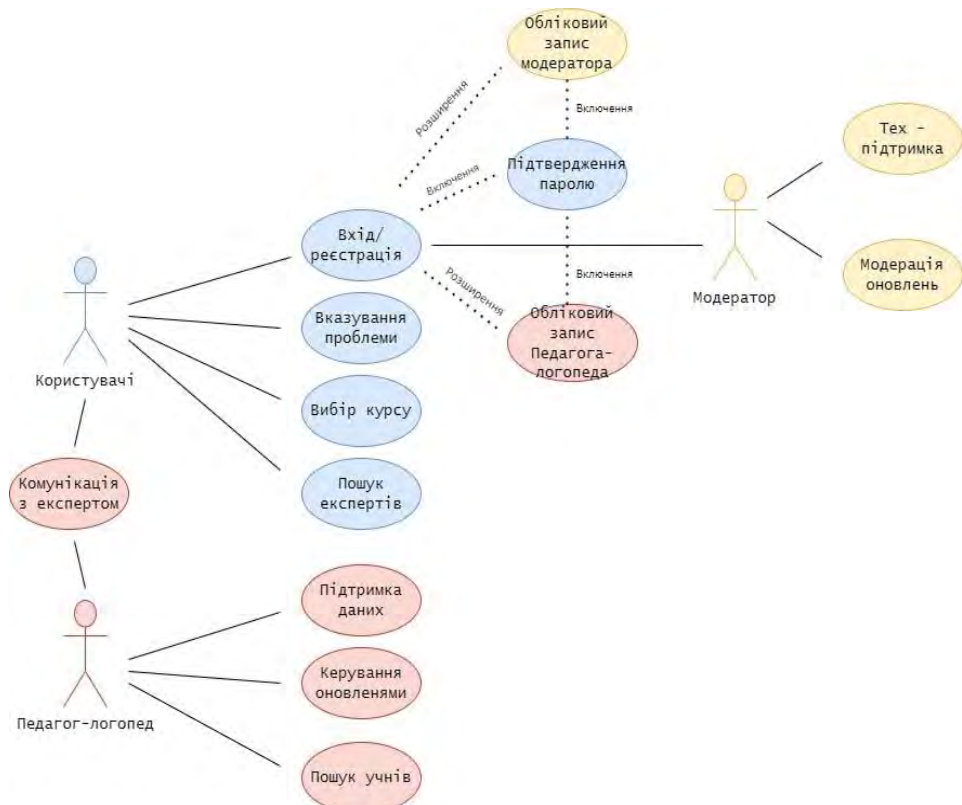 Обліковий
запис
модератора
Розширення
Включення
Тех -
підтримка
Включення
Підтвердження
паролю
Вхід/
реєстрація
Розширення
Включення
Модерація
оновлень
Модератор
Вказування
проблеми
Обліковий
запис
Педагога-
логопеда
Користувачі
Вибір курсу
Комунікація
з експертом
Пошук
експертів
Підтримка
даних
Керування
оновленями
Педагог-логопед
Пошук учнів